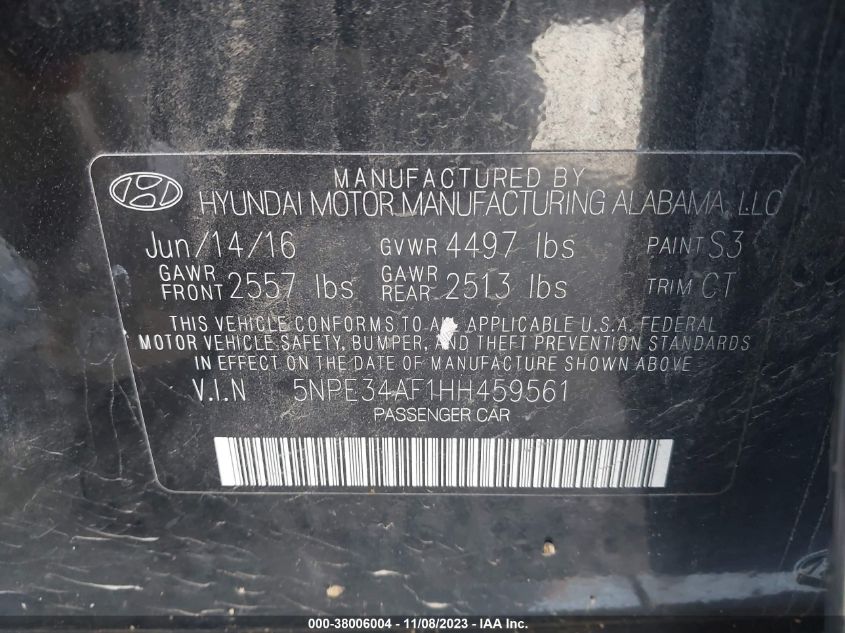 MANUFACTURED BY
HYUNDAI MOTOR MANUFACTURING ALABAMA, LLC
Jun/14/16 GVWR 4497 lbs PAINT S3
GAWR FRONT 2557 lbs GAWR REAR 2513 lbs TRIM CT
THIS VEHICLE CONFORMS TO APPLICABLE U.S.A. FEDERAL
MOTOR VEHICLE SAFETY, BUMPER, AND THEFT PREVENTION STANDARDS
IN EFFECT ON THE DATE OF MANUFACTURE SHOWN ABOVE
V.I.N 5NPE34AF1HH459561
PASSENGER CAR
000-38006004 - 11/08/2023 - IAA Inc.